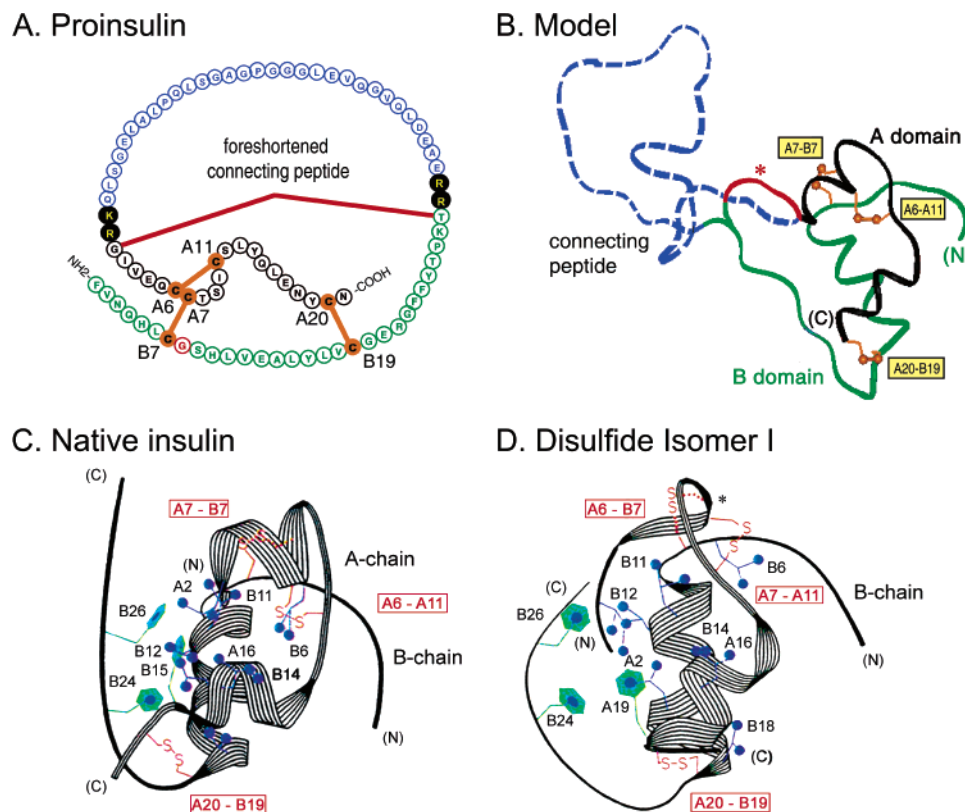 A. Proinsulin
QLSGELALPQLSGAGPGGGLEVQGVQLDEAE
foreshortened
connecting peptide
K
R
R
R
GIVEQCCTSICSLYQLENYCN
-COOH
A11
A6
A7
A20
NH2-
FVNQHLCGSHLVEALYLVCGERGFFYTPKT
B7
B19
B. Model
A7-B7
A domain
*
A6-A11
connecting
peptide
(N)
(C)
A20-B19
B domain
C. Native insulin
(C)
A7 - B7
A-chain
(N)
A2
B11
A6 - A11
B26
B6
B-chain
B12
B15
A16
B14
B24
S
S
(N)
(C)
A20 - B19
D. Disulfide Isomer I
S
S
*
A6 - B7
S
S
B6
B11
(C)
A7 - A11
B-chain
B26
B12
(N)
B14
A16
A2
(N)
A19
B24
B18
(C)
S-S
A20 - B19